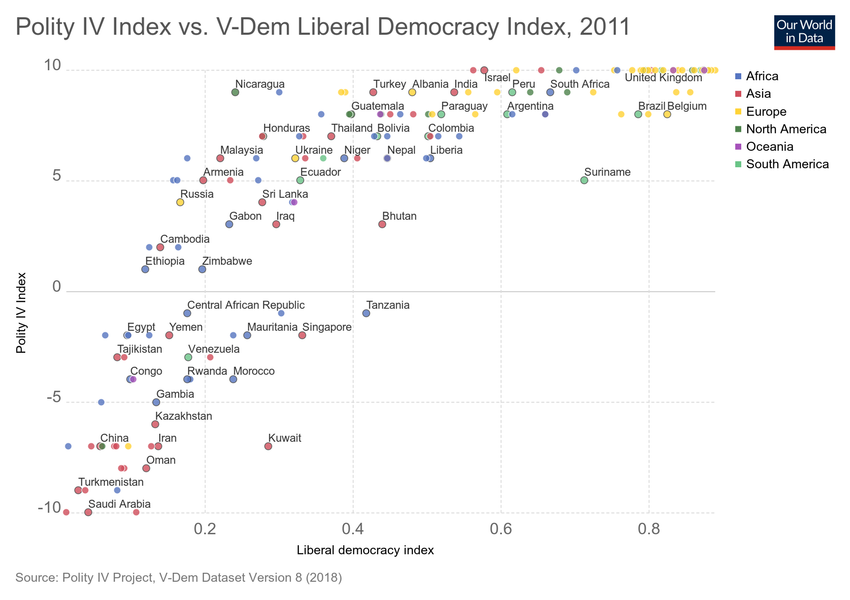 Polity IV Index vs. V-Dem Liberal Democracy Index, 2011
Our World
in Data
10
Israel
United Kingdom
Africa
Asia
Europe
North America
Oceania
South America
Nicaragua
Turkey
Albania
India
Peru
South Africa
Guatemala
Paraguay
Argentina
Brazil
Belgium
Honduras
Thailand
Bolivia
Colombia
Malaysia
Ukraine
Niger
Nepal
Liberia
5
Armenia
Ecuador
Suriname
Russia
Sri Lanka
Gabon
Iraq
Bhutan
Cambodia
Ethiopia
Zimbabwe
0
Polity IV Index
Central African Republic
Tanzania
Egypt
Yemen
Mauritania
Singapore
Tajikistan
Venezuela
Congo
Rwanda
Morocco
-5
Gambia
Kazakhstan
China
Iran
Kuwait
Oman
Turkmenistan
-10
Saudi Arabia
0.2
0.4
0.6
0.8
Liberal democracy index
Source: Polity IV Project, V-Dem Dataset Version 8 (2018)